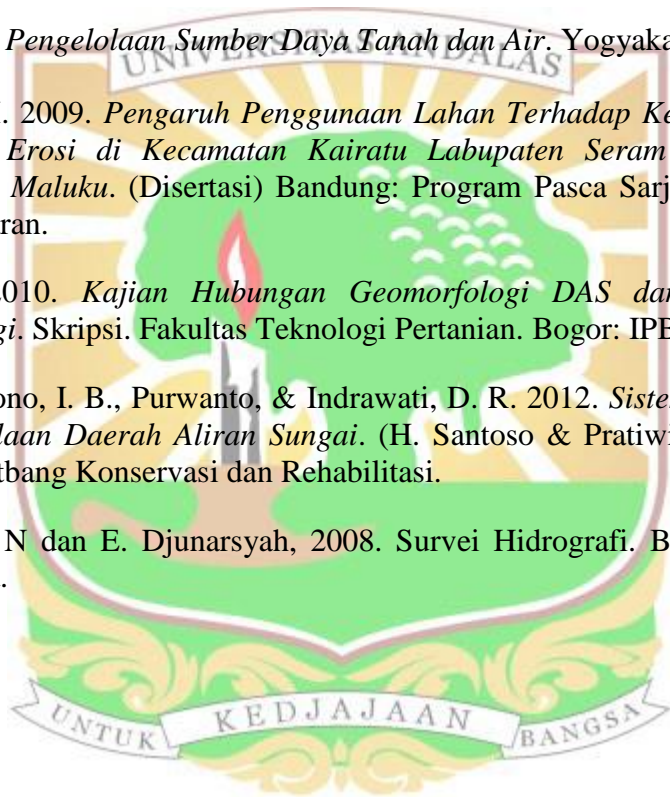 Pengelolaan Sumber Daya Tanah dan Air. Yogyaka
UNIVERSITAS ANDALAS
. 2009. Pengaruh Penggunaan Lahan Terhadap Ke
Erosi di Kecamatan Kairatu Labupaten Seram
Maluku. (Disertasi) Bandung: Program Pasca Sarj
ran.
2010. Kajian Hubungan Geomorfologi DAS dan
gi. Skripsi. Fakultas Teknologi Pertanian. Bogor: IPB
ono, I. B., Purwanto, & Indrawati, D. R. 2012. Siste
laan Daerah Aliran Sungai. (H. Santoso & Pratiwi
tbang Konservasi dan Rehabilitasi.
N dan E. Djunarsyah, 2008. Survei Hidrografi. B
.
UNTUK KEDJAJAAN BANGSA